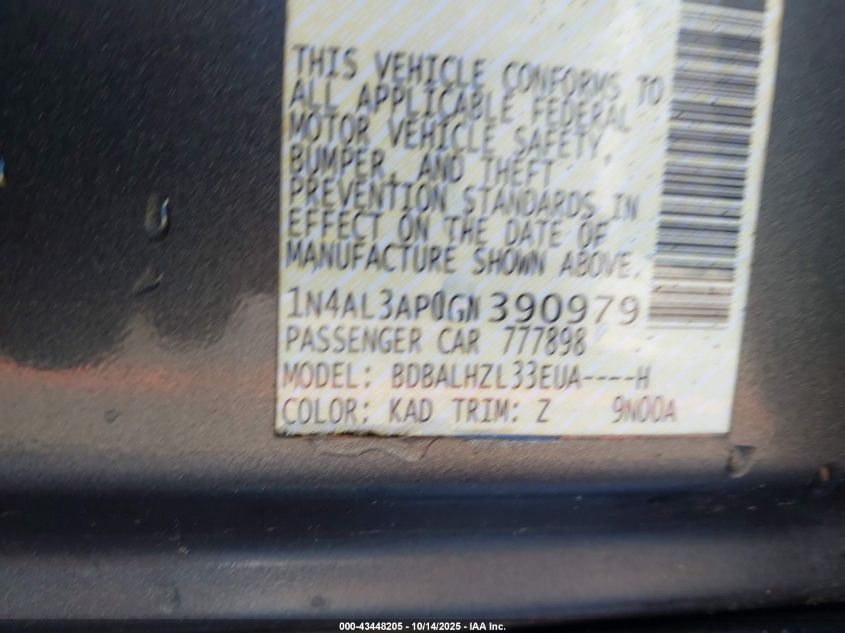 THIS VEHICLE CONFORMS TO
ALL APPLICABLE FEDERAL
MOTOR VEHICLE SAFETY,
BUMPER, AND THEFT
PREVENTION STANDARDS IN
EFFECT ON THE DATE OF
MANUFACTURE SHOWN ABOVE.
1N4AL3AP0GN390979
PASSENGER CAR 777898
MODEL: BDBALHZL33EUA----H
COLOR: KAD TRIM: Z 9N00A
000-43448205 - 10/14/2025 - IAA Inc.